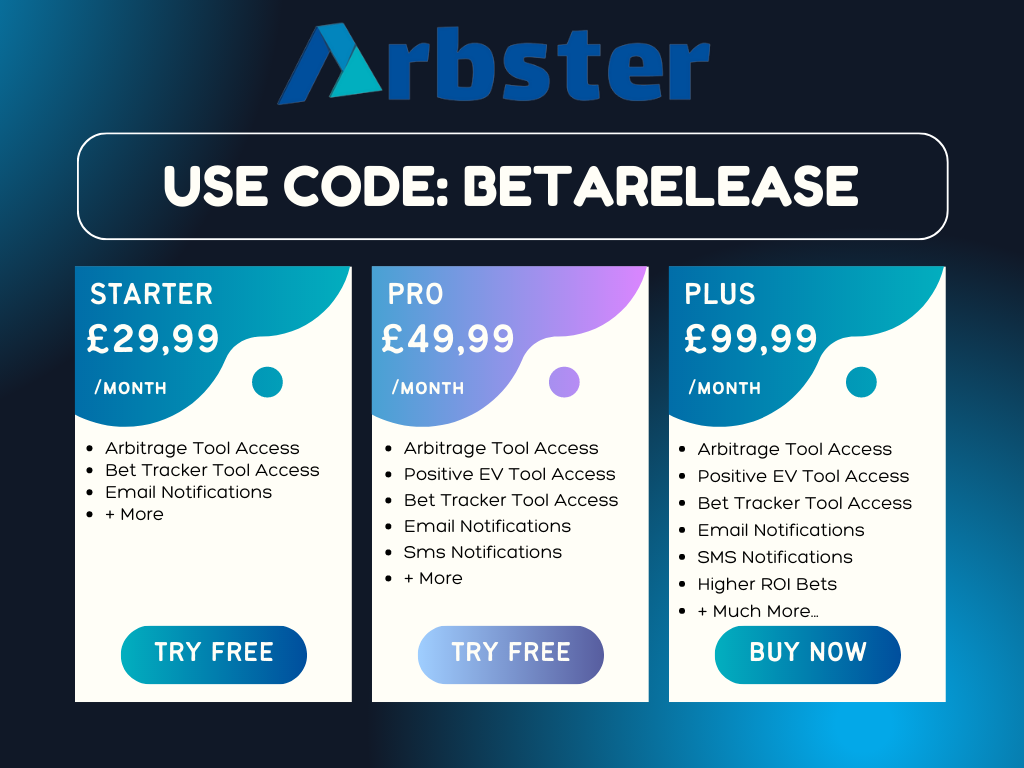 Arbster
USE CODE: BETARELEASE
STARTER
£29,99
/MONTH
• Arbitrage Tool Access
• Bet Tracker Tool Access
• Email Notifications
• + More
TRY FREE
PRO
£49,99
/MONTH
• Arbitrage Tool Access
• Positive EV Tool Access
• Bet Tracker Tool Access
• Email Notifications
• Sms Notifications
• + More
TRY FREE
PLUS
£99,99
/MONTH
• Arbitrage Tool Access
• Positive EV Tool Access
• Bet Tracker Tool Access
• Email Notifications
• SMS Notifications
• Higher ROI Bets
• + Much More...
BUY NOW